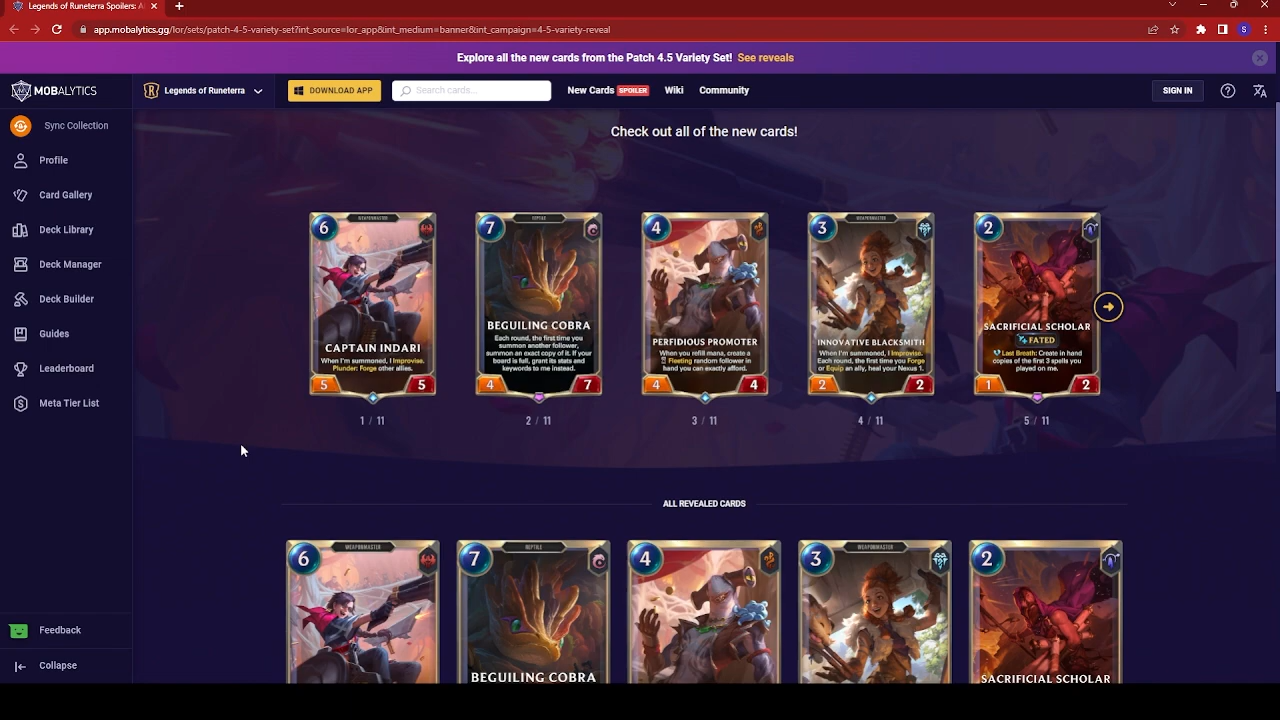 Legends of Runeterra Spoilers: Al
app.mobalytics.gg/lor/sets/patch-4-5-variety-set?int_source=lor_app&int_medium=banner&int_campaign=4-5-variety-reveal
S
Explore all the new cards from the Patch 4.5 Variety Set! See reveals
MOBALYTICS
Legends of Runeterra
DOWNLOAD APP
Search cards...
New Cards SPOILER
Wiki
Community
SIGN IN
Sync Collection
Profile
Card Gallery
Deck Library
Deck Manager
Deck Builder
Guides
Leaderboard
Meta Tier List
Feedback
Collapse
Check out all of the new cards!
6
WEAPONMASTER
CAPTAIN INDARI
When I'm summoned, I Improvise.
Plunder: Forge other allies.
5
5
1 / 11
7
REPTILE
BEGUILING COBRA
Each round, the first time you
summon another follower,
summon an exact copy of it. If your
board is full, grant its stats and
keywords to me instead.
4
7
2 / 11
4
PERFIDIOUS PROMOTER
When you refill mana, create a
Fleeting random follower in
hand you can exactly afford.
4
4
3 / 11
3
WEAPONMASTER
INNOVATIVE BLACKSMITH
When I'm summoned, I Improvise.
Each round, the first time you Forge
or Equip an ally, heal your Nexus 1.
2
2
4 / 11
2
SACRIFICIAL SCHOLAR
FATED
Last Breath: Create in hand
copies of the first 3 spells you
played on me.
1
2
5 / 11
ALL REVEALED CARDS
6
WEAPONMASTER
7
REPTILE
BEGUILING COBRA
4
3
WEAPONMASTER
2
SACRIFICIAL SCHOLAR